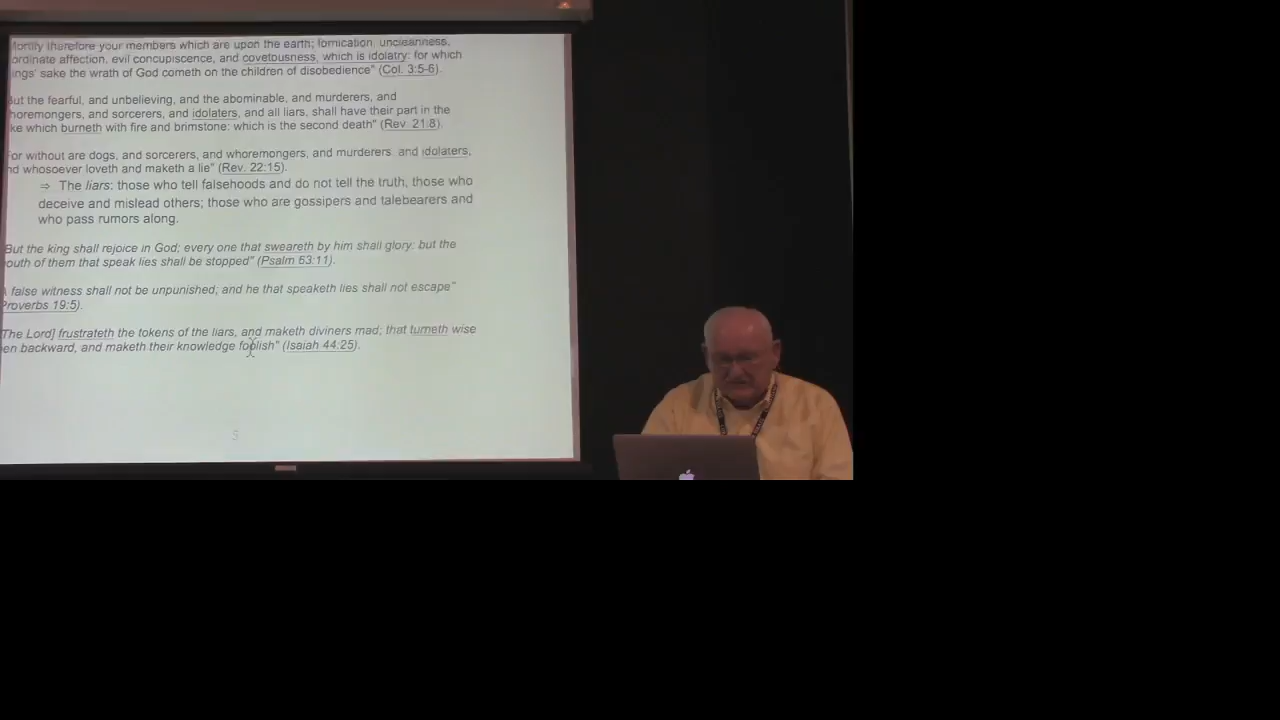 Mortify therefore your members which are upon the earth; fornication, uncleanness,
ordinate affection, evil concupiscence, and covetousness, which is idolatry: for which
ings' sake the wrath of God cometh on the children of disobedience" (Col. 3:5-6).
But the fearful, and unbelieving, and the abominable, and murderers, and
horemongers, and sorcerers, and idolaters, and all liars, shall have their part in the
ke which burneth with fire and brimstone: which is the second death" (Rev. 21:8).
For without are dogs, and sorcerers, and whoremongers, and murderers, and idolaters,
nd whosoever loveth and maketh a lie" (Rev. 22:15).
⇒ The liars: those who tell falsehoods and do not tell the truth, those who
deceive and mislead others; those who are gossipers and talebearers and
who pass rumors along.
But the king shall rejoice in God; every one that sweareth by him shall glory: but the
outh of them that speak lies shall be stopped" (Psalm 63:11).
A false witness shall not be unpunished, and he that speaketh lies shall not escape"
Proverbs 19:5).
[The Lord] frustrateth the tokens of the liars, and maketh diviners mad; that turneth wise
en backward, and maketh their knowledge foolish" (Isaiah 44:25).
5